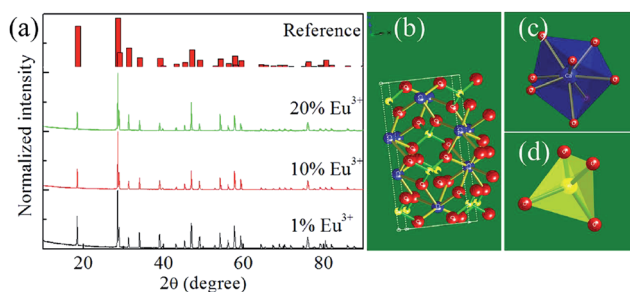 (a)
Reference
20% Eu3+
10% Eu3+
1% Eu3+
Normalized intensity
20 40 60 80
2θ (degree)
(b)
(c)
(d)